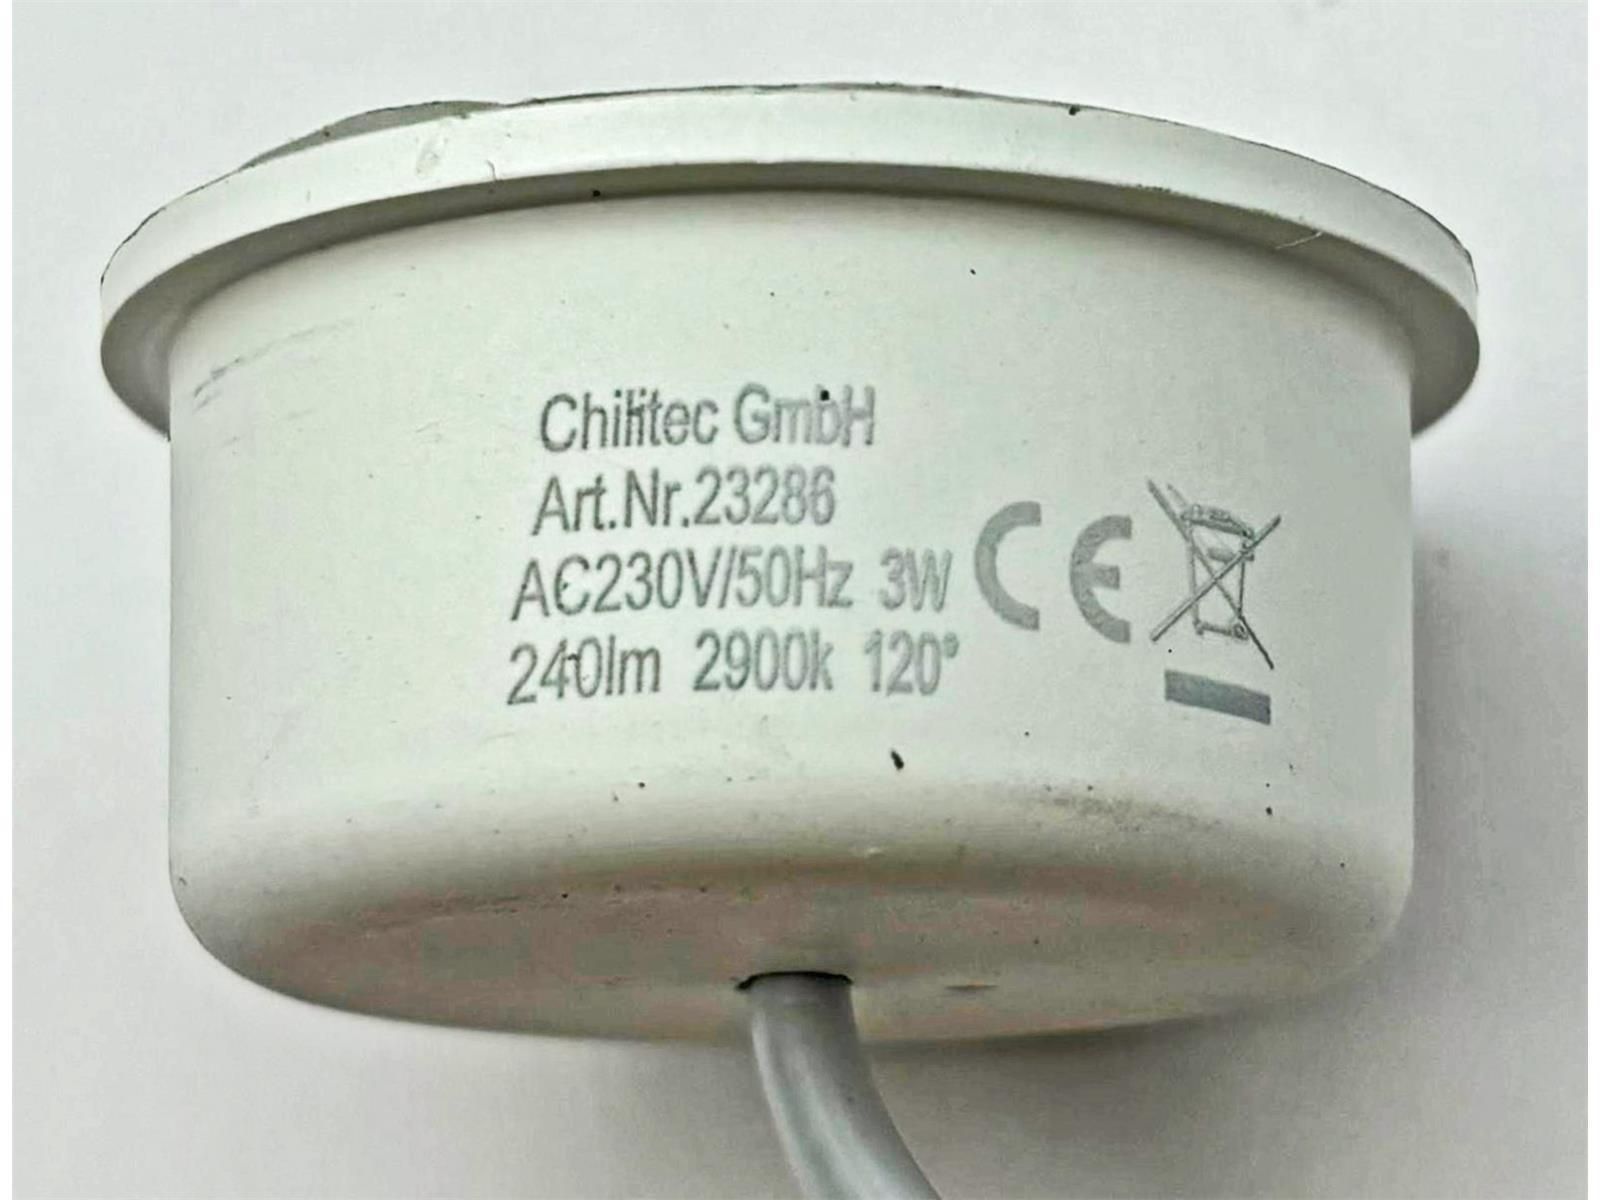 Chilitec GmbH
Art.Nr.23286
AC230V/50Hz 3W
240lm 2900k 120°
CE